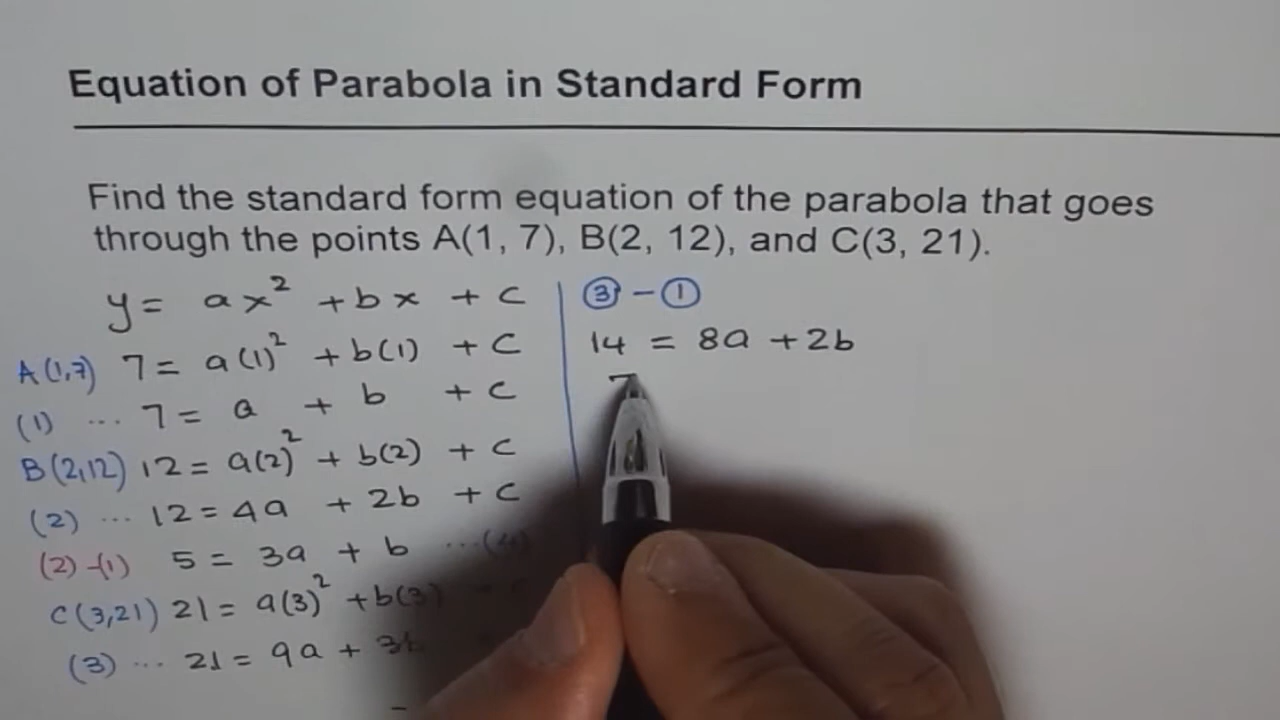 Equation of Parabola in Standard Form
Find the standard form equation of the parabola that goes
through the points A(1, 7), B(2, 12), and C(3, 21).
y = ax² + bx + c
A(1,7) 7 = a(1)² + b(1) + c
(1) ... 7 = a + b + c
B(2,12) 12 = a(2)² + b(2) + c
(2) ... 12 = 4a + 2b + c
(2)-(1) 5 = 3a + b ...
C(3,21) 21 = a(3)² + b(3)
(3) ... 21 = 9a + 3b
③ - ①
14 = 8a + 2b
7